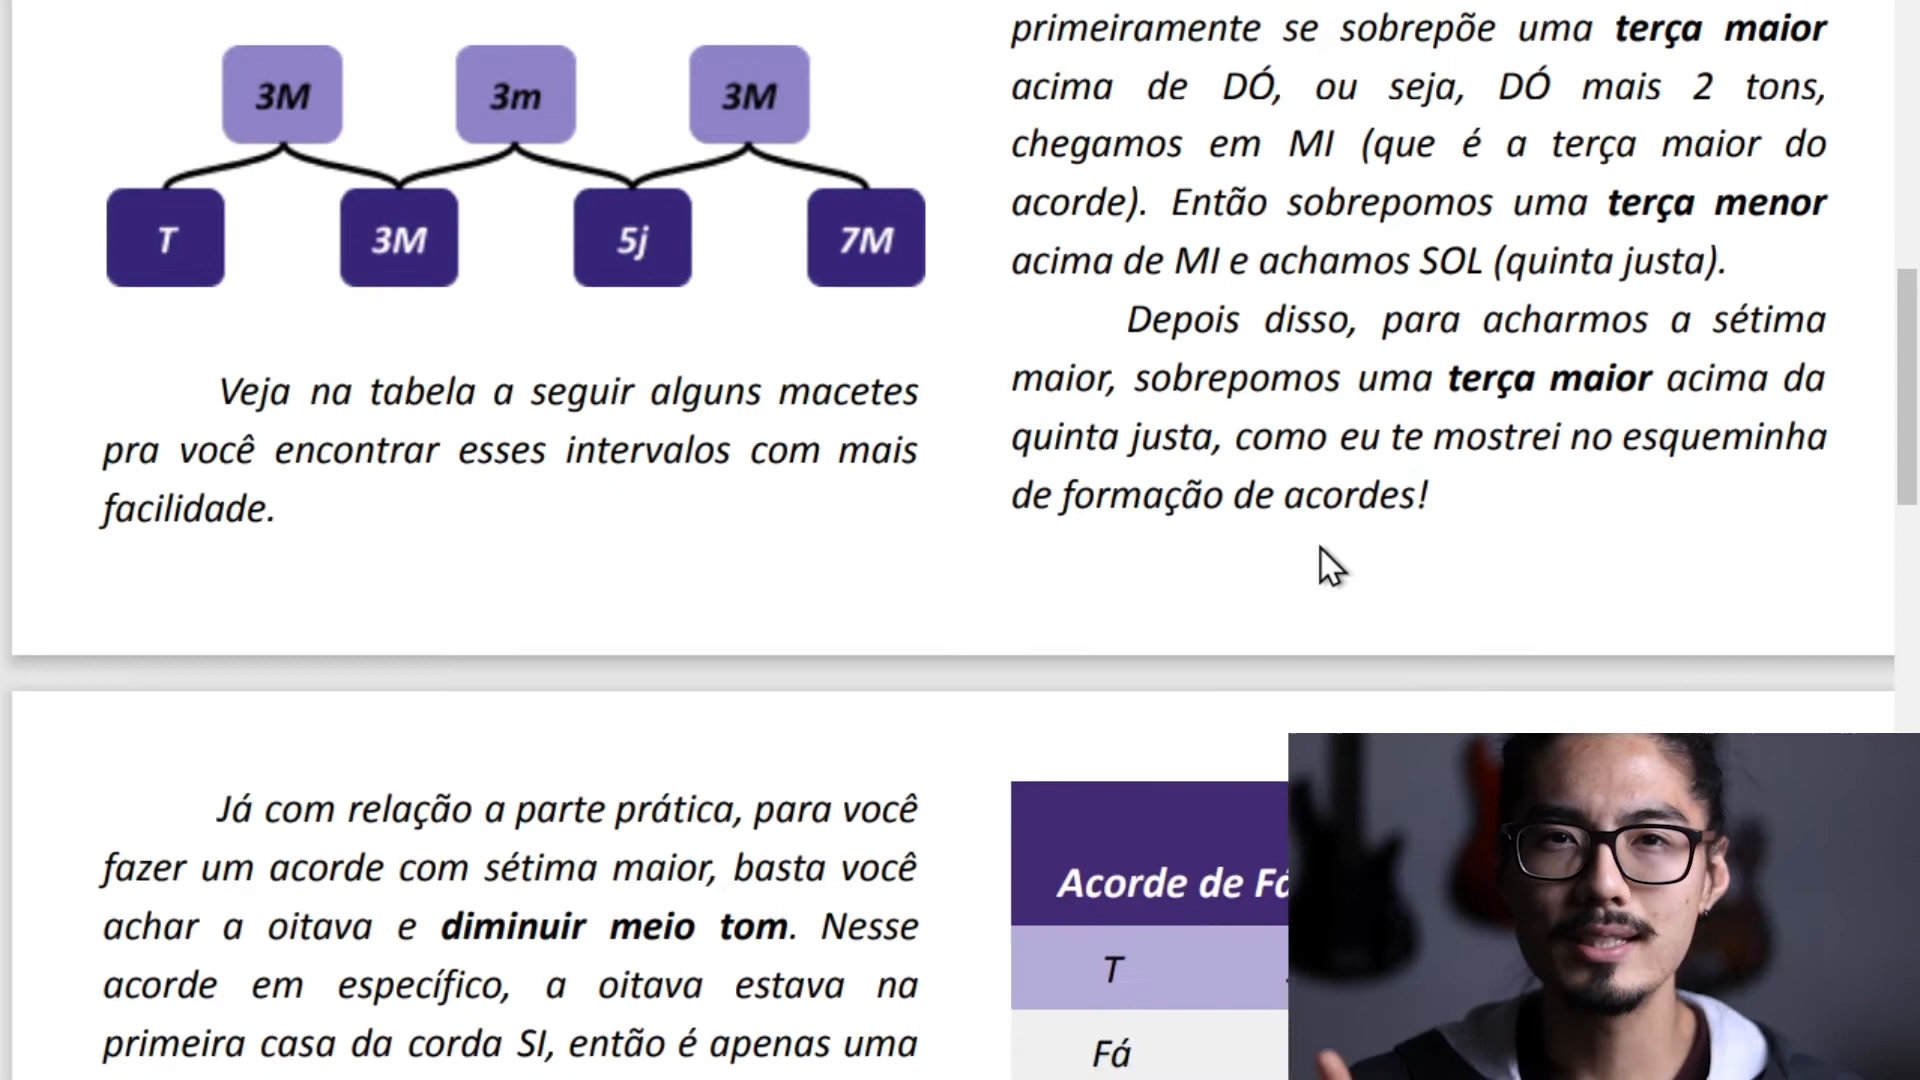 3M 3m 3M
T 3M 5j 7M
Veja na tabela a seguir alguns macetes
pra você encontrar esses intervalos com mais
facilidade.
primeiramente se sobrepõe uma terça maior
acima de DÓ, ou seja, DÓ mais 2 tons,
chegamos em MI (que é a terça maior do
acorde). Então sobrepomos uma terça menor
acima de MI e achamos SOL (quinta justa).
Depois disso, para acharmos a sétima
maior, sobrepomos uma terça maior acima da
quinta justa, como eu te mostrei no esqueminha
de formação de acordes!
Já com relação a parte prática, para você
fazer um acorde com sétima maior, basta você
achar a oitava e diminuir meio tom. Nesse
acorde em específico, a oitava estava na
primeira casa da corda SI, então é apenas uma
Acorde de Fá
T
Fá